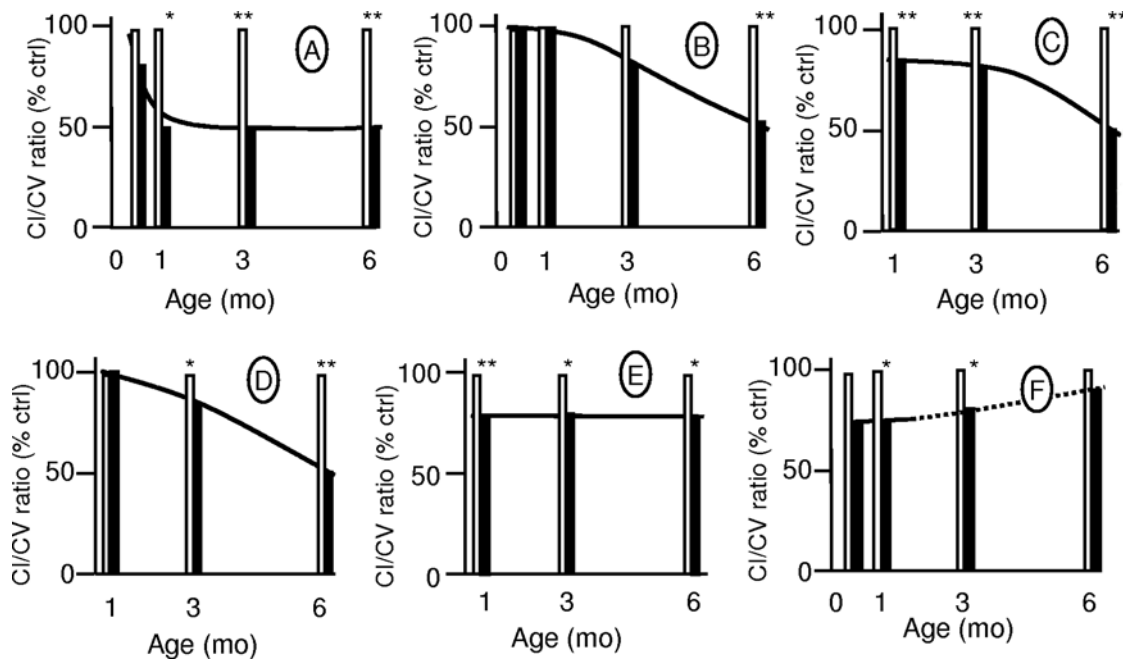 CI/CV ratio (% ctrl)
100
50
0
* ** **
A
0 1 3 6
Age (mo)
CI/CV ratio (% ctrl)
100
50
0
**
B
0 1 3 6
Age (mo)
CI/CV ratio (% ctrl)
100
50
0
** ** **
C
1 3 6
Age (mo)
CI/CV ratio (% ctrl)
100
50
0
* **
D
1 3 6
Age (mo)
CI/CV ratio (% ctrl)
100
50
0
** * *
E
1 3 6
Age (mo)
CI/CV ratio (% ctrl)
100
50
0
* *
F
0 1 3 6
Age (mo)